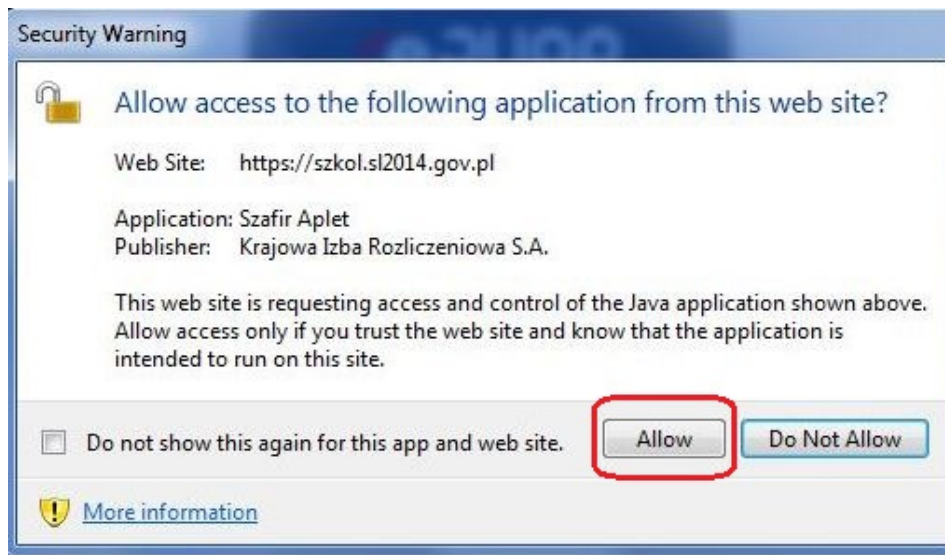 Security Warning
Allow access to the following application from this web site?
Web Site: https://szkol.sl2014.gov.pl
Application: Szafir Aplet
Publisher: Krajowa Izba Rozliczeniowa S.A.
This web site is requesting access and control of the Java application shown above.
Allow access only if you trust the web site and know that the application is
intended to run on this site.
Do not show this again for this app and web site.
Allow
Do Not Allow
More information